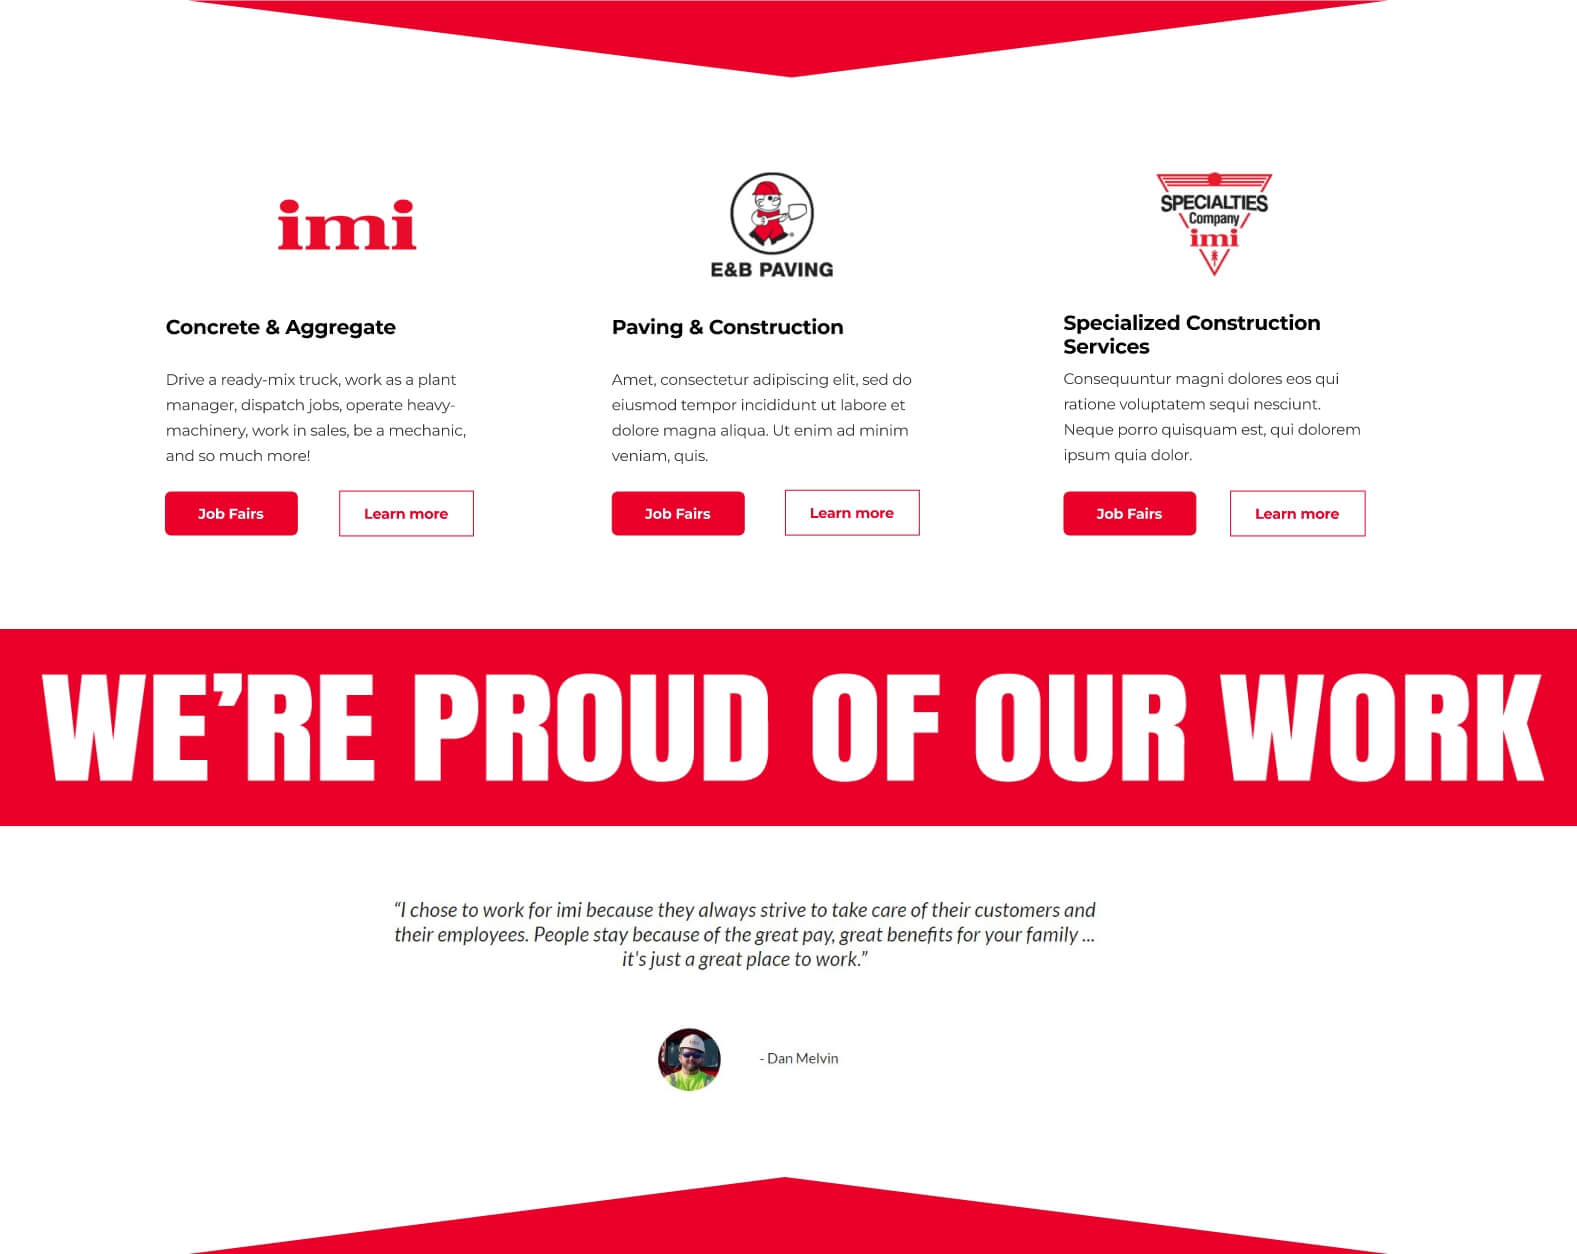 imi
E&B PAVING
SPECIALTIES
Company
imi
Concrete & Aggregate
Drive a ready-mix truck, work as a plant
manager, dispatch jobs, operate heavy-
machinery, work in sales, be a mechanic,
and so much more!
Job Fairs
Learn more
Paving & Construction
Amet, consectetur adipiscing elit, sed do
eiusmod tempor incididunt ut labore et
dolore magna aliqua. Ut enim ad minim
veniam, quis.
Job Fairs
Learn more
Specialized Construction
Services
Consequuntur magni dolores eos qui
ratione voluptatem sequi nesciunt.
Neque porro quisquam est, qui dolorem
ipsum quia dolor.
Job Fairs
Learn more
WE’RE PROUD OF OUR WORK
“I chose to work for imi because they always strive to take care of their customers and
their employees. People stay because of the great pay, great benefits for your family ...
it's just a great place to work.”
- Dan Melvin